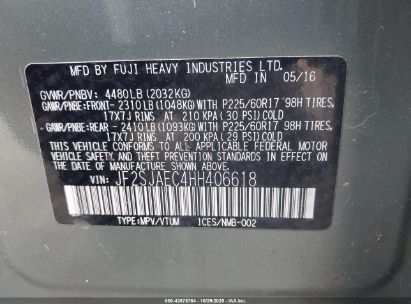 MFD BY FUJI HEAVY INDUSTRIES LTD. 05/16
GVWR/PNBV: 4480LB (2032KG)
GAWR/PNBE:FRONT- 2310LB (1048KG)WITH P225/60R17 98H TIRES,
17X7J RIMS AT 210 KPA (30 PSI)COLD
GAWR/PNBE:REAR -2410LB (1093KG)WITH P225/60R17 98H TIRES,
17X7J RIMS AT 200 KPA (29 PSI)COLD
THIS VEHICLE CONFORMS TO ALL APPLICABLE FEDERAL MOTOR
VEHICLE SAFETY, BUMPER, AND THEFT PREVENTION STANDARDS
IN EFFECT ON THE DATE OF MANUFACTURE SHOWN ABOVE.
VIN: JF2SJAEC4HH406618
TYPE:MPV/VTUM 1CES/NMB-002